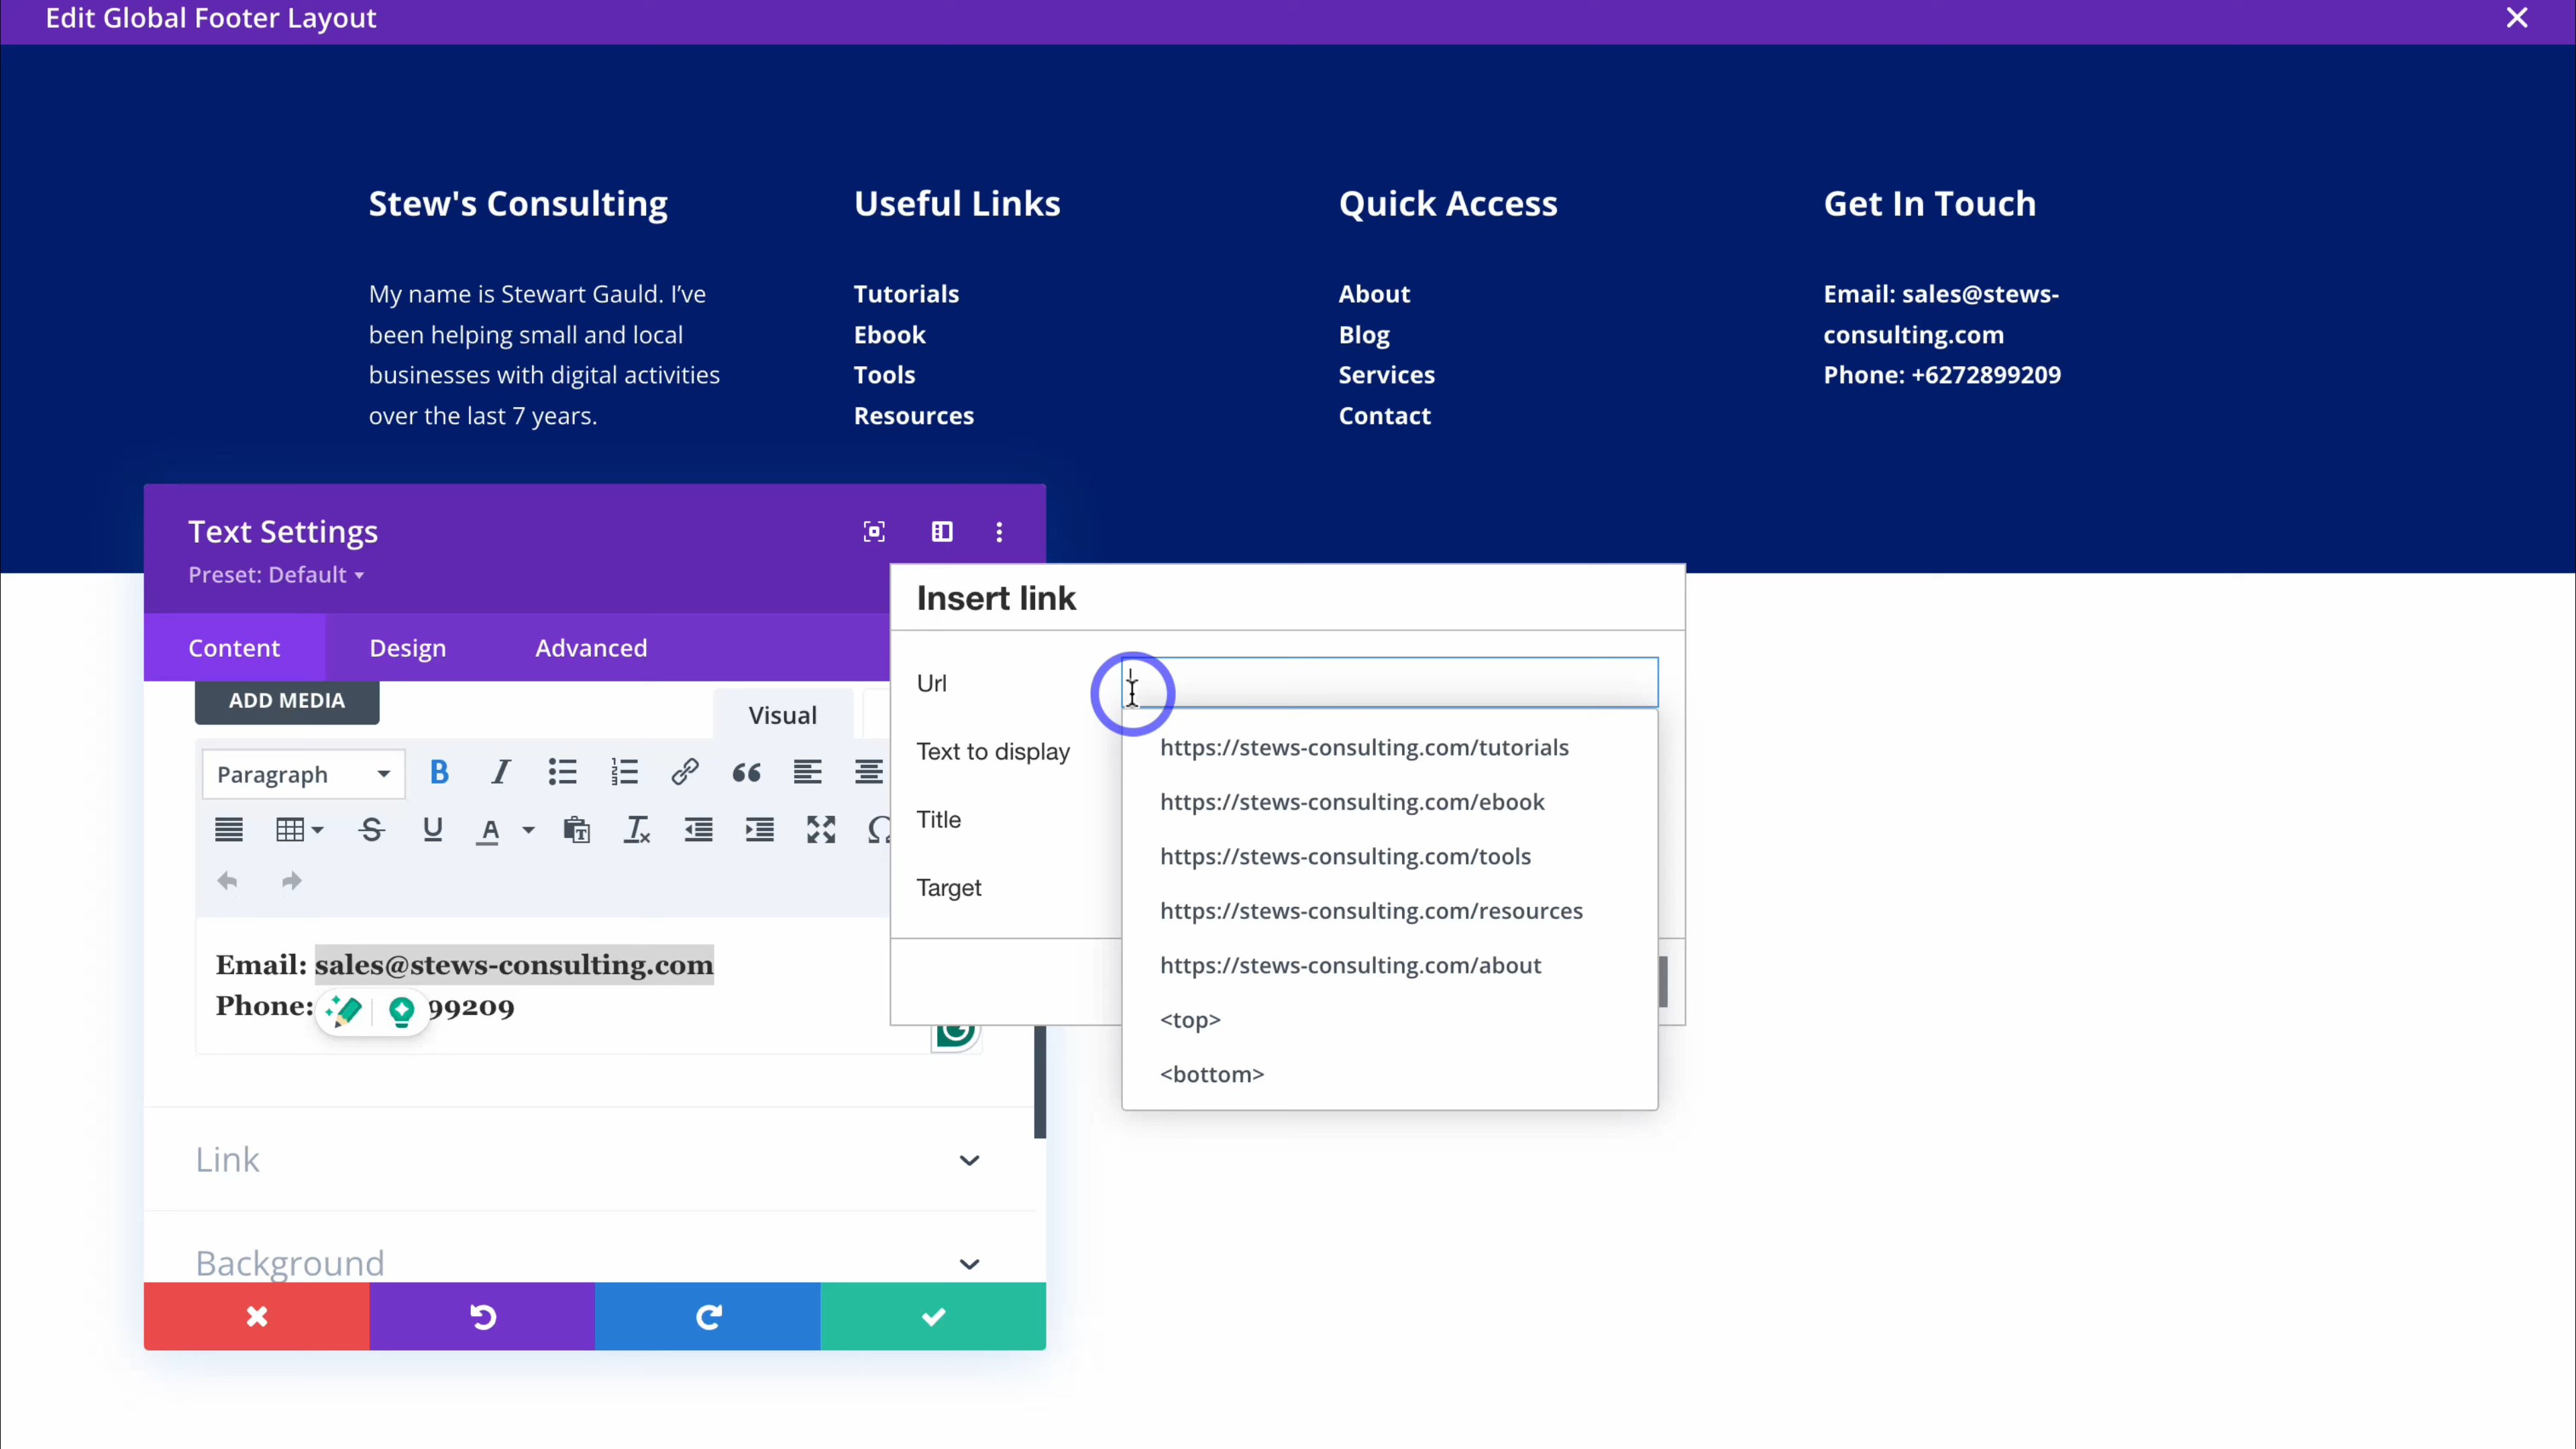 Edit Global Footer Layout
Stew's Consulting
My name is Stewart Gauld. I've
been helping small and local
businesses with digital activities
over the last 7 years.
Useful Links
Tutorials
Ebook
Tools
Resources
Quick Access
About
Blog
Services
Contact
Get In Touch
Email: sales@stews-
consulting.com
Phone: +6272899209
Text Settings
Preset: Default
Content
Design
Advanced
ADD MEDIA
Visual
Paragraph
Email: sales@stews-consulting.com
Phone: 99209
Link
Background
Insert link
Url
Text to display
Title
Target
https://stews-consulting.com/tutorials
https://stews-consulting.com/ebook
https://stews-consulting.com/tools
https://stews-consulting.com/resources
https://stews-consulting.com/about
<top>
<bottom>